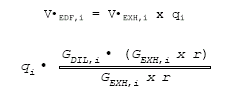 V•EDF,i = V•EXH,i x qi
qi • GDIL,i • (GEXH,i x r)
GEXH,i x r